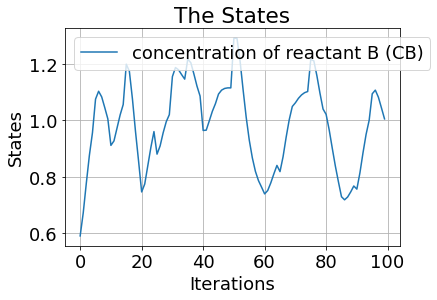 The States
concentration of reactant B (CB)
States
1.2
1.0
0.8
0.6
0
20
40
60
80
100
Iterations